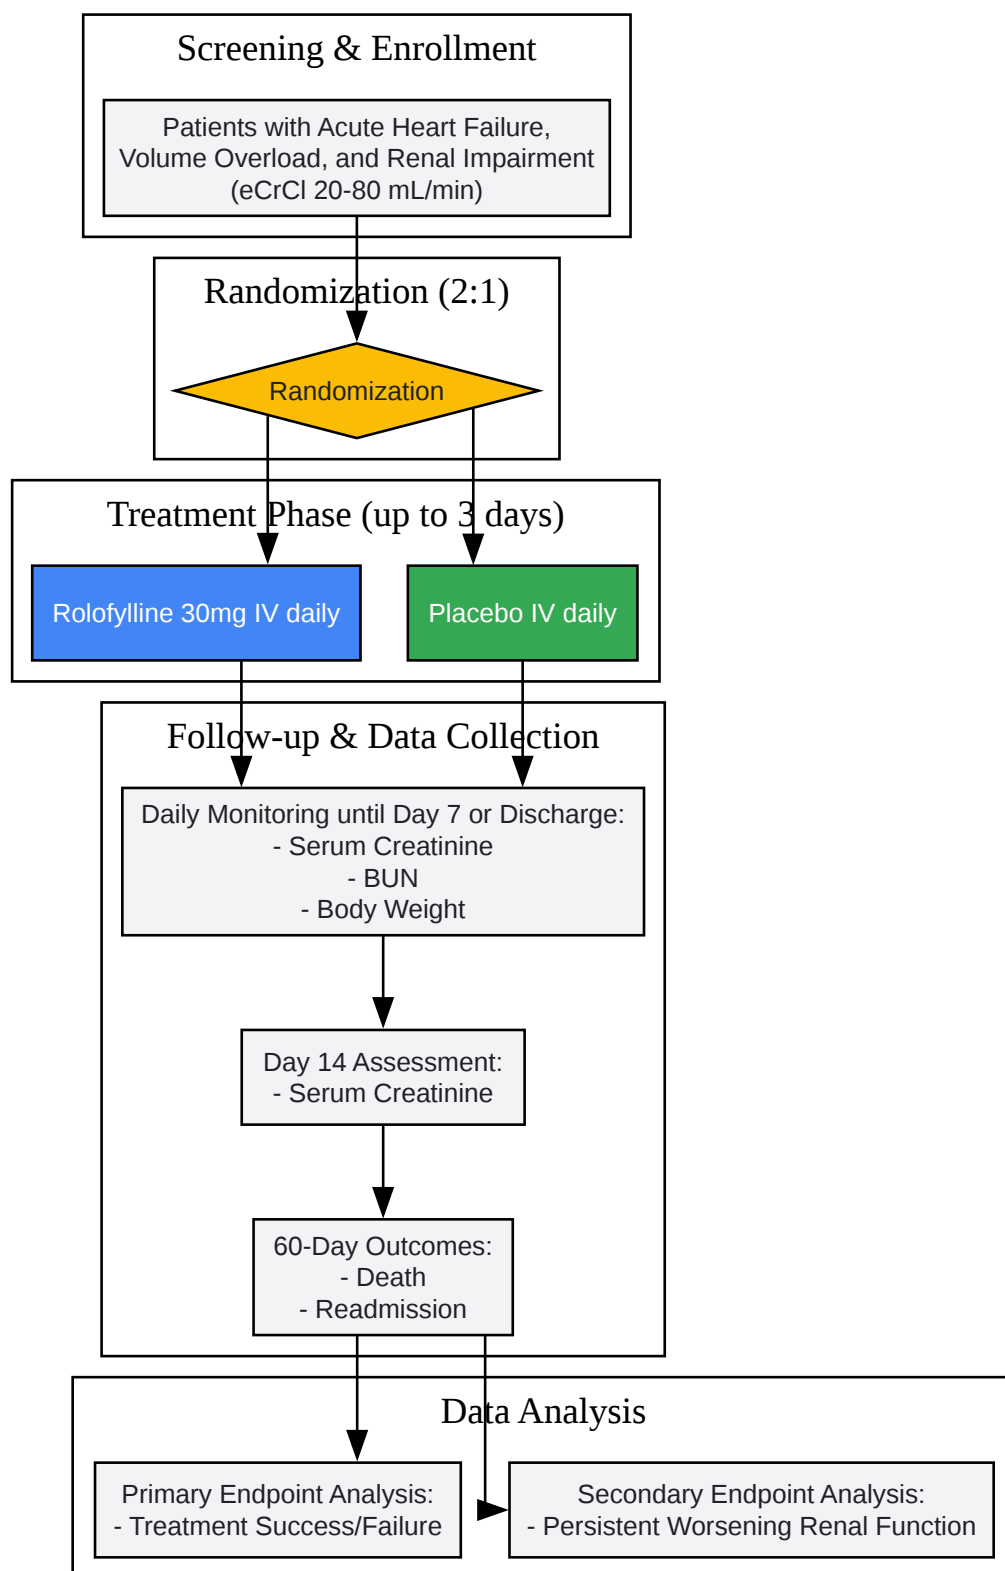 Screening & Enrollment
Patients with Acute Heart Failure,
Volume Overload, and Renal Impairment
(eCrCl 20-80 mL/min)
Randomization (2:1)
Randomization
Treatment Phase (up to 3 days)
Rolofylline 30mg IV daily
Placebo IV daily
Follow-up & Data Collection
Daily Monitoring until Day 7 or Discharge:
- Serum Creatinine
- BUN
- Body Weight
Day 14 Assessment:
- Serum Creatinine
60-Day Outcomes:
- Death
- Readmission
Data Analysis
Primary Endpoint Analysis:
- Treatment Success/Failure
Secondary Endpoint Analysis:
- Persistent Worsening Renal Function